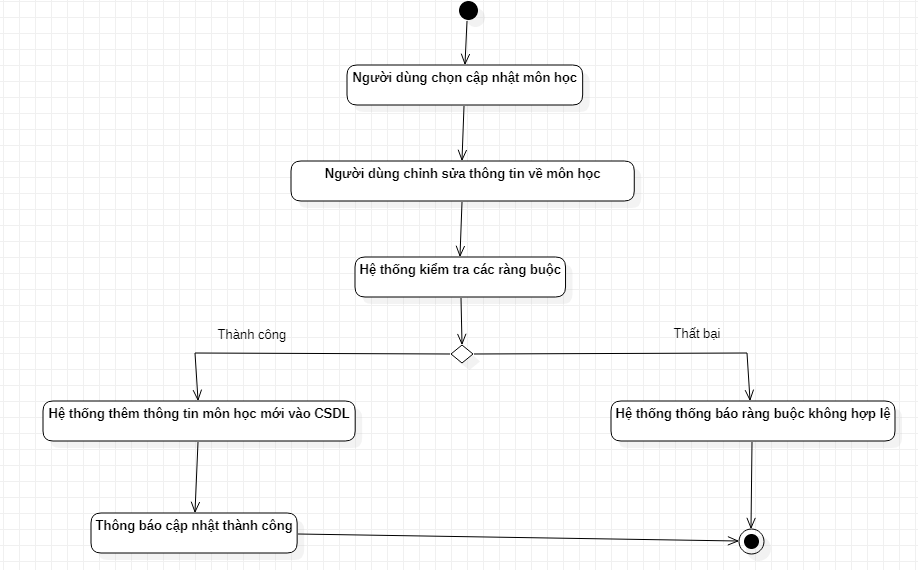 Người dùng chọn cập nhật môn học
Người dùng chỉnh sửa thông tin về môn học
Hệ thống kiểm tra các ràng buộc
Thành công
Thất bại
Hệ thống thêm thông tin môn học mới vào CSDL
Hệ thống thống báo ràng buộc không hợp lệ
Thông báo cập nhật thành công